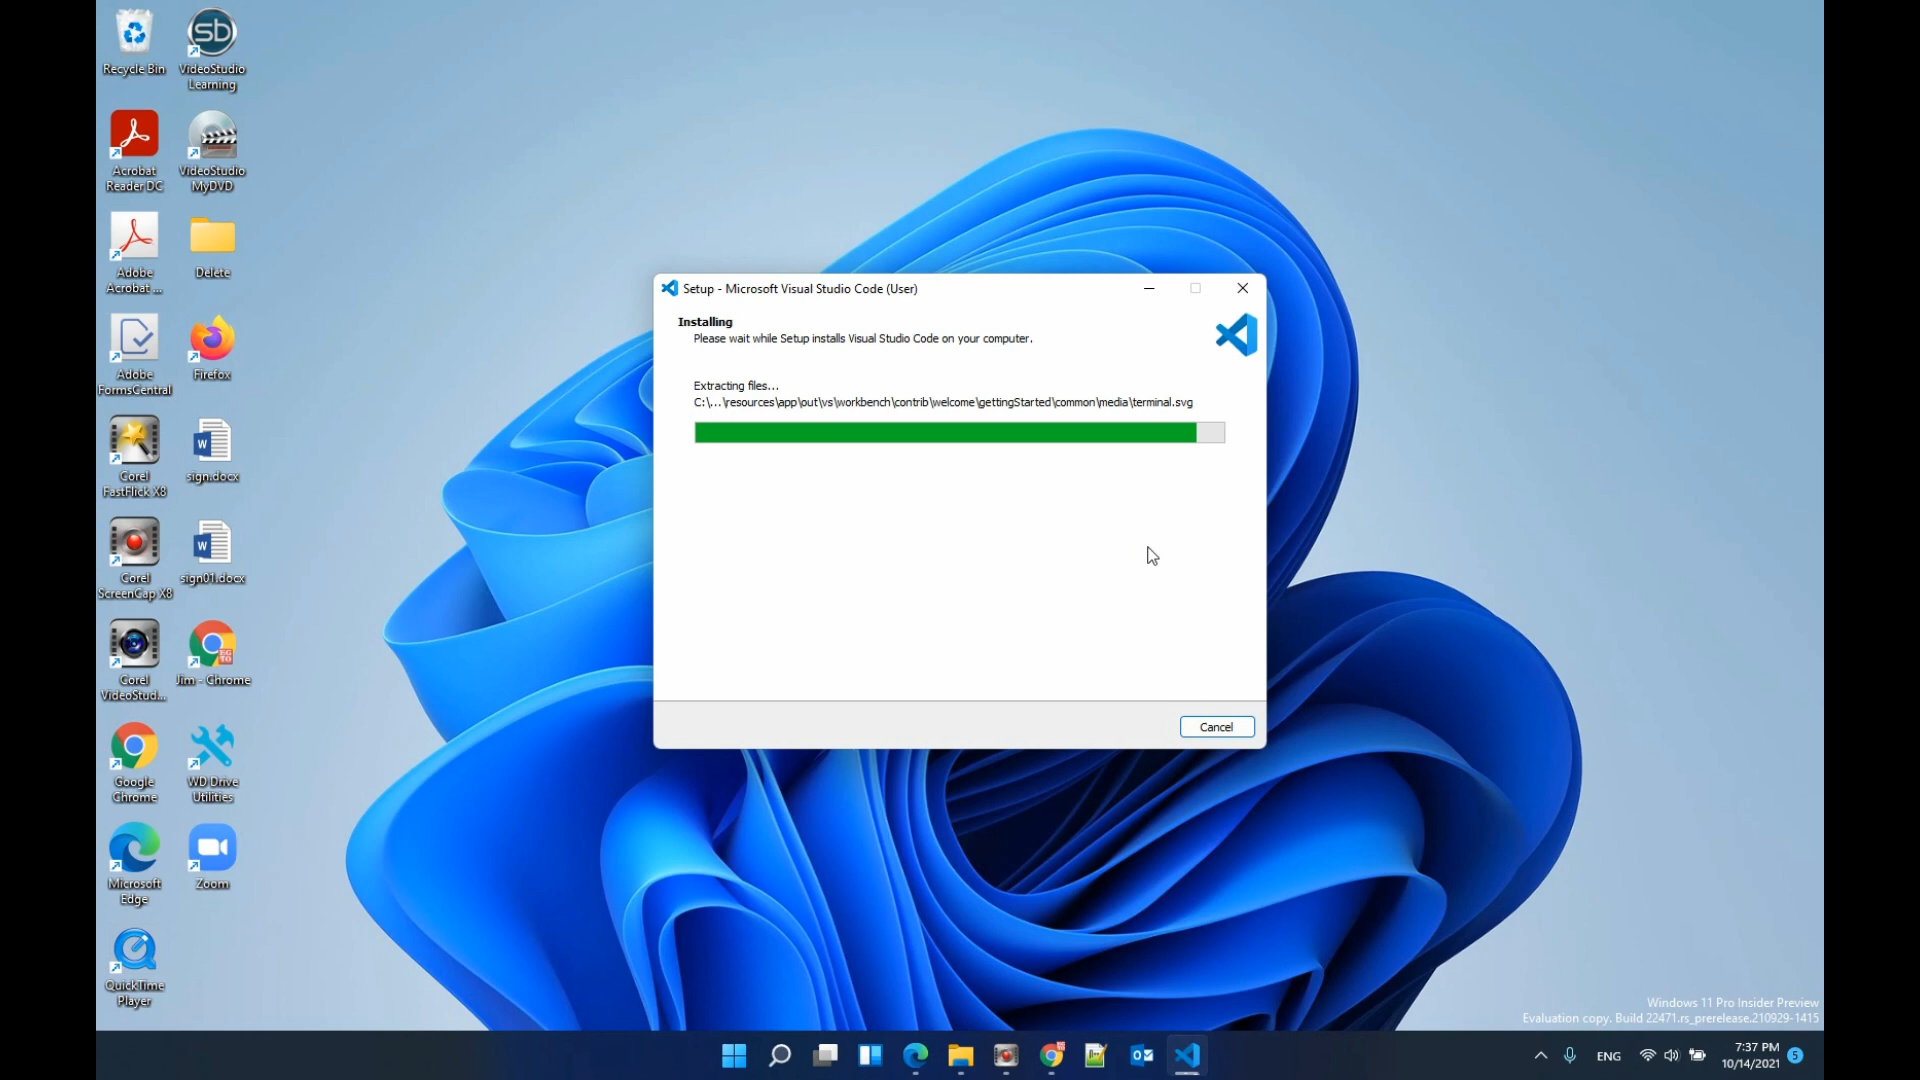 Recycle Bin
VideoStudio
Learning
Acrobat
Reader DC
VideoStudio
MyDVD
Adobe
Acrobat ...
Delete
Adobe
FormsCentral
Firefox
Corel
FastFlick X8
sign.docx
Corel
ScreenCap X8
sign01.docx
Corel
VideoStud...
Jim - Chrome
Google
Chrome
WD Drive
Utilities
Microsoft
Edge
Zoom
QuickTime
Player
Setup - Microsoft Visual Studio Code (User)
Installing
Please wait while Setup installs Visual Studio Code on your computer.
Extracting files...
C:\...\resources\app\out\vs\workbench\contrib\welcome\gettingStarted\common\media\terminal.svg
Cancel
Windows 11 Pro Insider Preview
Evaluation copy. Build 22471.rs_prerelease.210929-1415
ENG
7:37 PM
10/14/2021
5